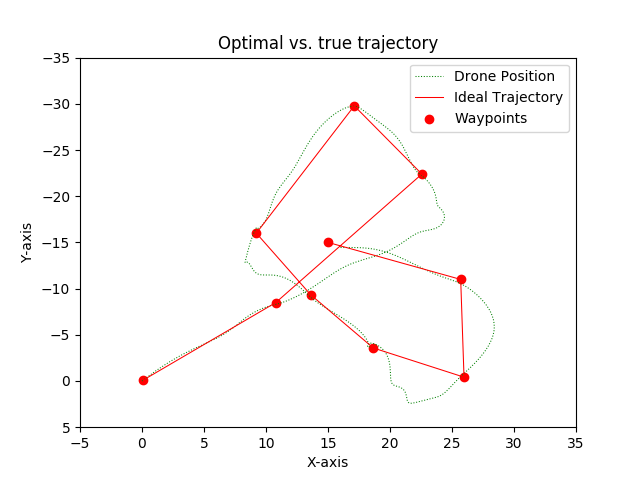 Optimal vs. true trajectory
Drone Position
Ideal Trajectory
Waypoints
Y-axis
−35
−30
−25
−20
−15
−10
−5
0
5
−5 0 5 10 15 20 25 30 35
X-axis